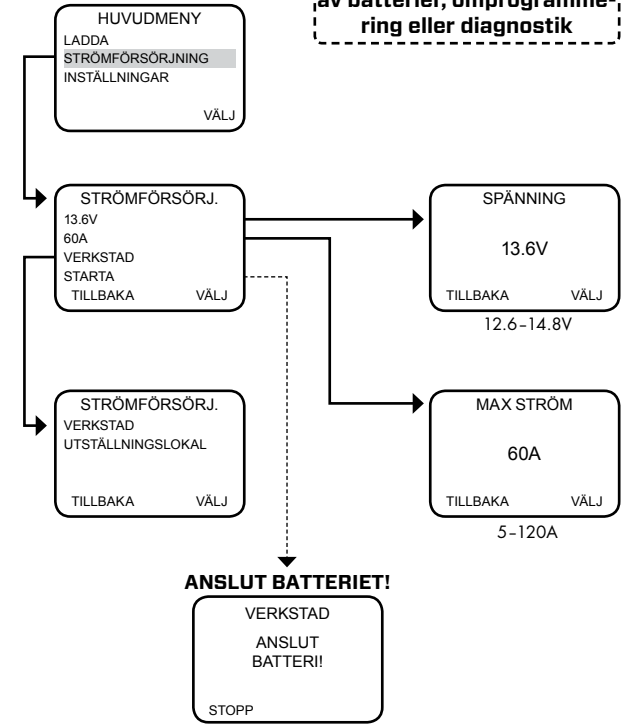 av batterier, omprogramme-
ring eller diagnostik
HUVUDMENY
LADDA
STRÖMFÖRSÖRJNING
INSTÄLLNINGAR
VÄLJ
STRÖMFÖRSÖRJ.
13.6V
60A
VERKSTAD
STARTA
TILLBAKA VÄLJ
SPÄNNING
13.6V
TILLBAKA VÄLJ
12.6–14.8V
STRÖMFÖRSÖRJ.
VERKSTAD
UTSTÄLLNINGSLOKAL
TILLBAKA VÄLJ
MAX STRÖM
60A
TILLBAKA VÄLJ
5–120A
ANSLUT BATTERIET!
VERKSTAD
ANSLUT
BATTERI!
STOPP